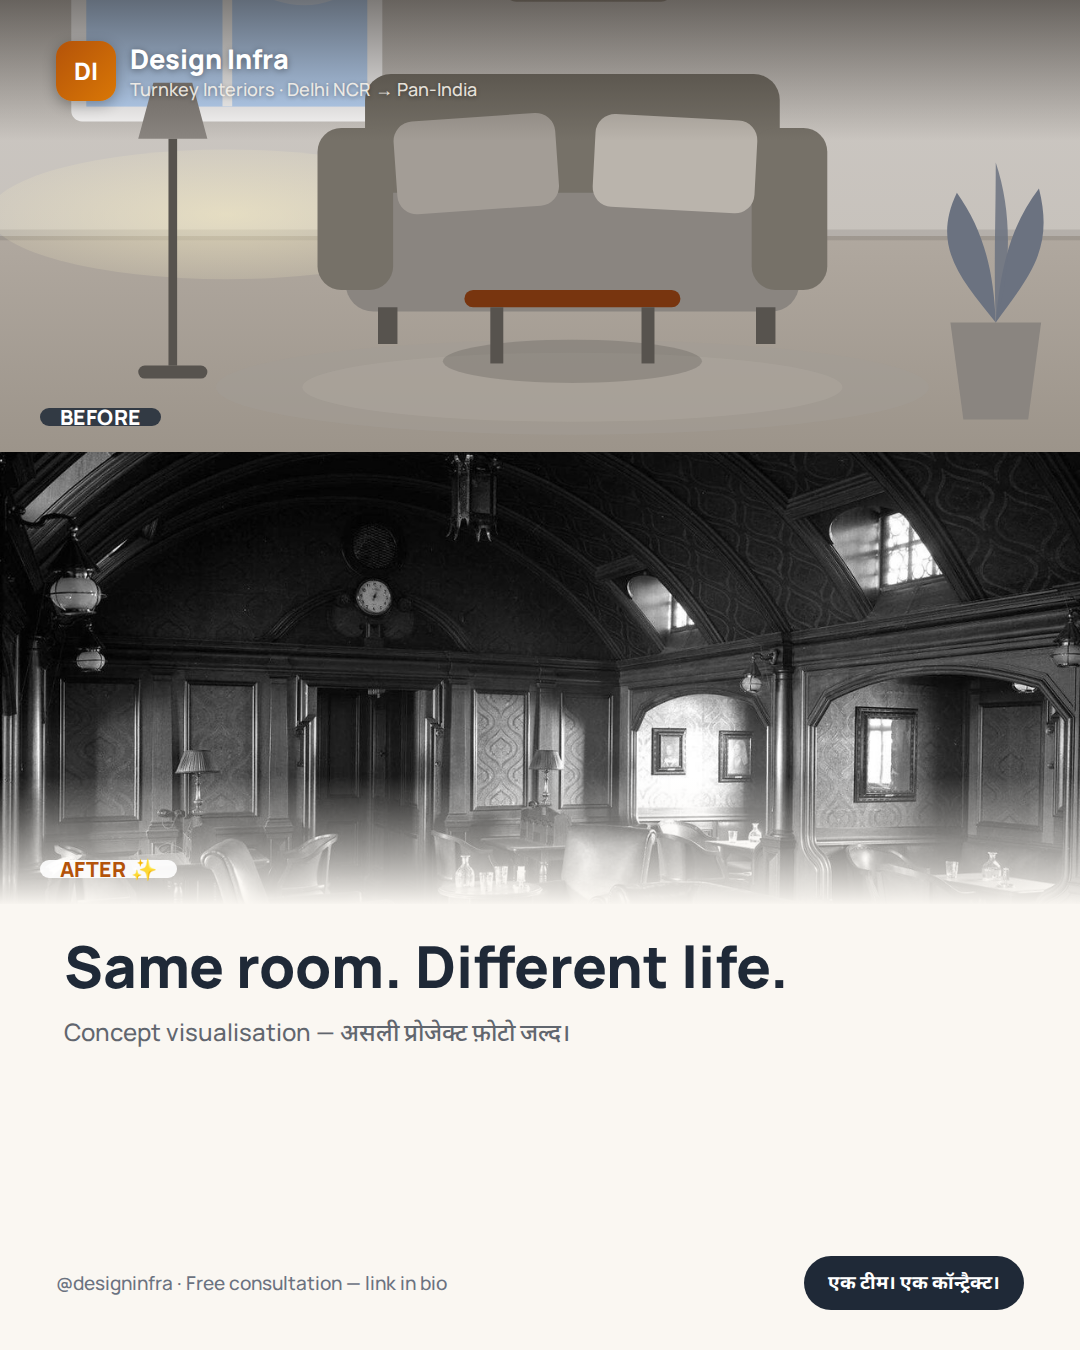 DI
Design Infra
Turnkey Interiors · Delhi NCR → Pan-India
BEFORE
AFTER ✨
Same room. Different life.
Concept visualisation — असली प्रोजेक्ट फ़ोटो जल्द।
@designinfra · Free consultation — link in bio
एक टीम। एक कॉन्ट्रैक्ट।